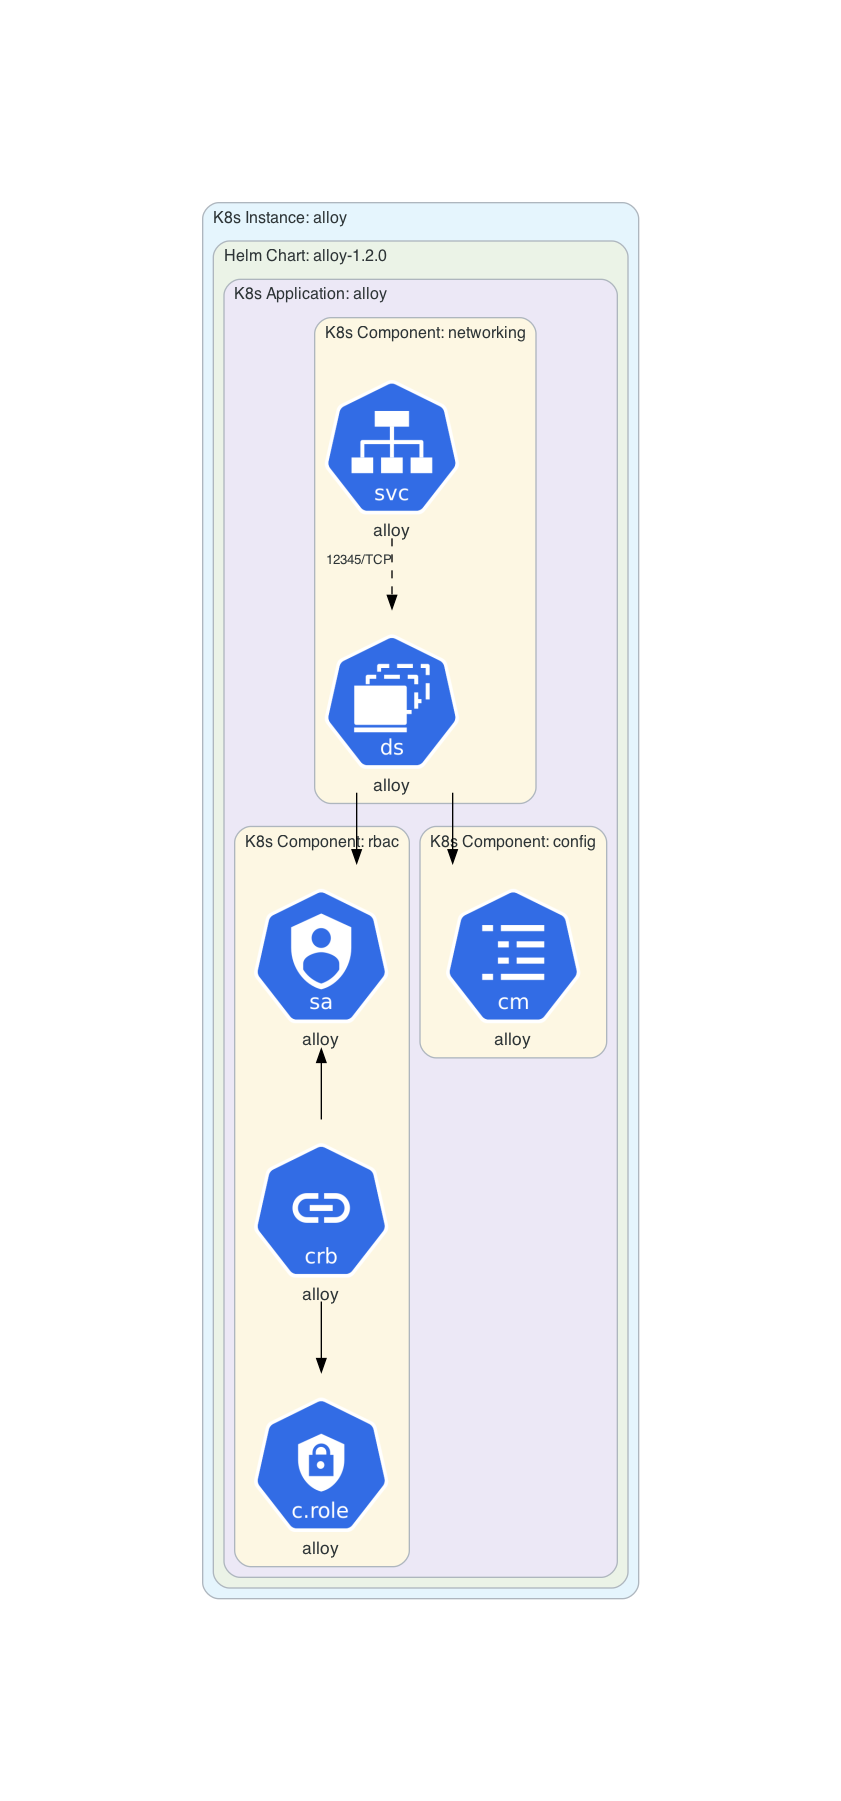 K8s Instance: alloy
Helm Chart: alloy-1.2.0
K8s Application: alloy
K8s Component: networking
svc
alloy
12345/TCP
ds
alloy
K8s Component: rbac
K8s Component: config
sa
cm
alloy
alloy
crb
alloy
c.role
alloy